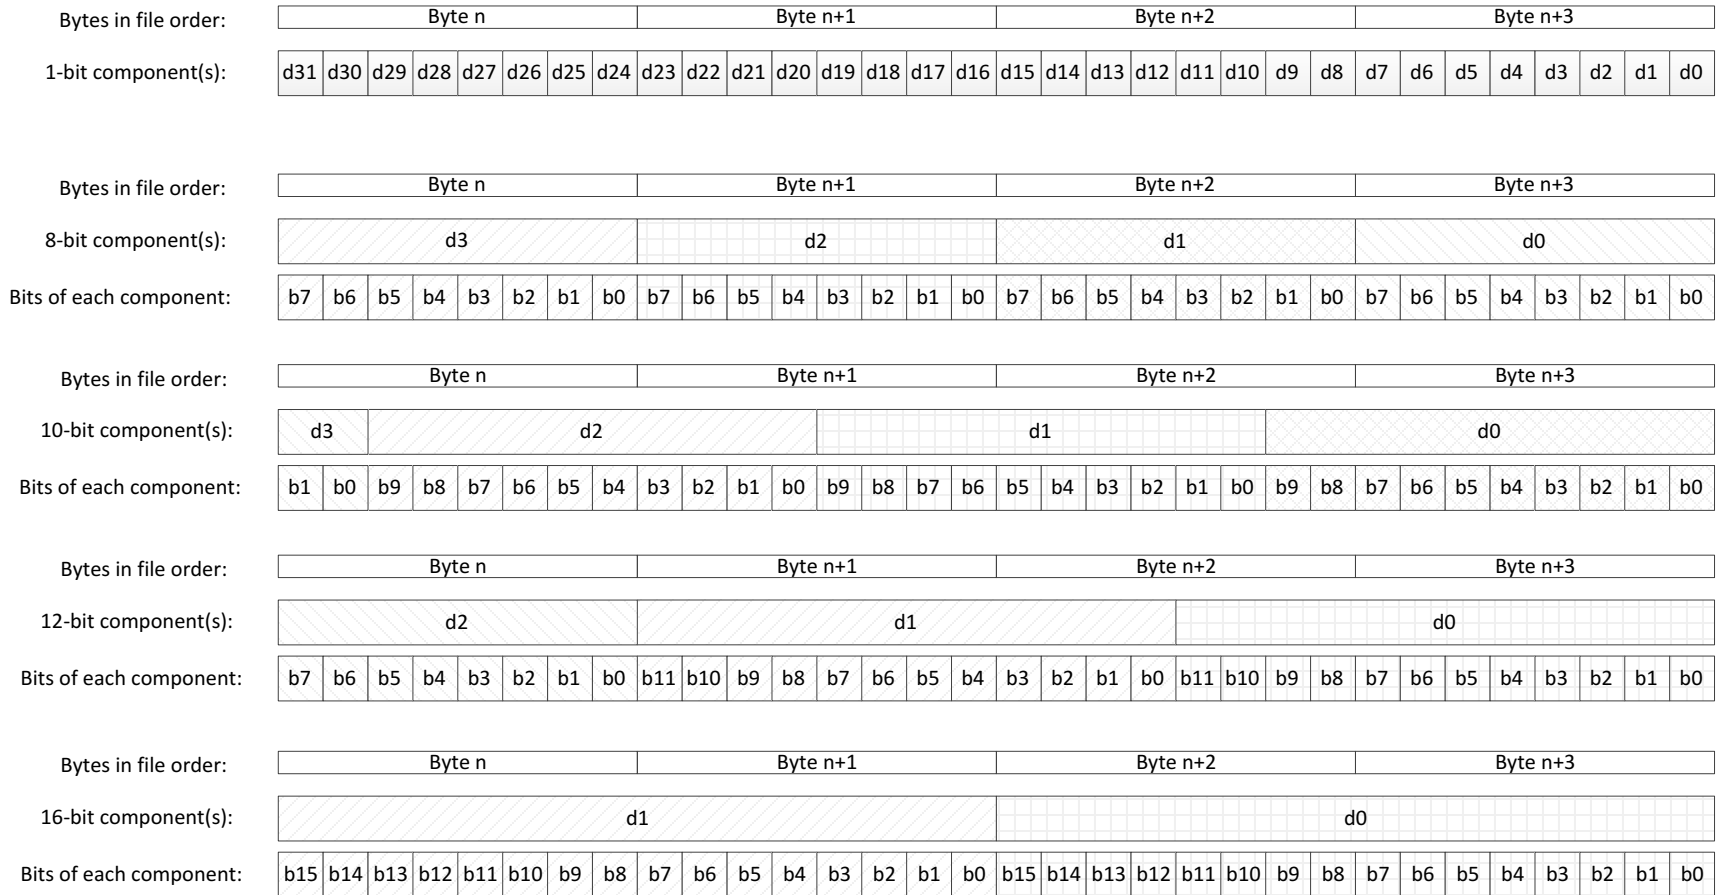 Bytes in file order: Byte n Byte n+1 Byte n+2 Byte n+3
1-bit component(s): d31 d30 d29 d28 d27 d26 d25 d24 d23 d22 d21 d20 d19 d18 d17 d16 d15 d14 d13 d12 d11 d10 d9 d8 d7 d6 d5 d4 d3 d2 d1 d0
Bytes in file order: Byte n Byte n+1 Byte n+2 Byte n+3
8-bit component(s): d3 d2 d1 d0
Bits of each component: b7 b6 b5 b4 b3 b2 b1 b0 b7 b6 b5 b4 b3 b2 b1 b0 b7 b6 b5 b4 b3 b2 b1 b0 b7 b6 b5 b4 b3 b2 b1 b0
Bytes in file order: Byte n Byte n+1 Byte n+2 Byte n+3
10-bit component(s): d3 d2 d1 d0
Bits of each component: b1 b0 b9 b8 b7 b6 b5 b4 b3 b2 b1 b0 b9 b8 b7 b6 b5 b4 b3 b2 b1 b0 b9 b8 b7 b6 b5 b4 b3 b2 b1 b0
Bytes in file order: Byte n Byte n+1 Byte n+2 Byte n+3
12-bit component(s): d2 d1 d0
Bits of each component: b7 b6 b5 b4 b3 b2 b1 b0 b11 b10 b9 b8 b7 b6 b5 b4 b3 b2 b1 b0 b11 b10 b9 b8 b7 b6 b5 b4 b3 b2 b1 b0
Bytes in file order: Byte n Byte n+1 Byte n+2 Byte n+3
16-bit component(s): d1 d0
Bits of each component: b15 b14 b13 b12 b11 b10 b9 b8 b7 b6 b5 b4 b3 b2 b1 b0 b15 b14 b13 b12 b11 b10 b9 b8 b7 b6 b5 b4 b3 b2 b1 b0